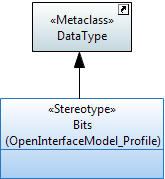 «Metaclass»
DataType
«Stereotype»
Bits
(OpenInterfaceModel_Profile)